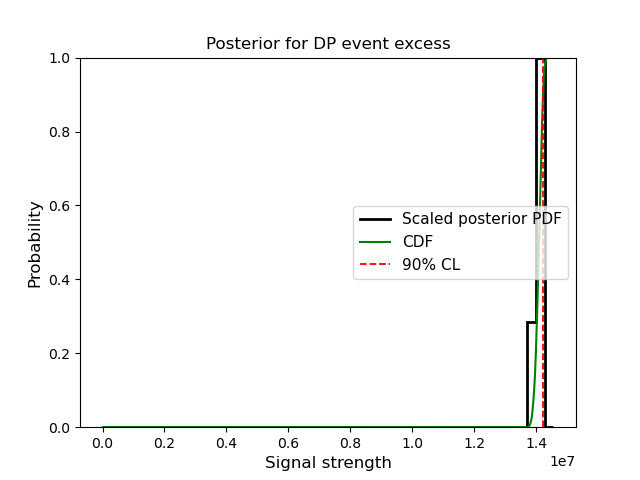 Posterior for DP event excess
1.0
0.8
0.6
0.4
0.2
0.0
Probability
Scaled posterior PDF
CDF
90% CL
0.0 0.2 0.4 0.6 0.8 1.0 1.2 1.4
1e7
Signal strength